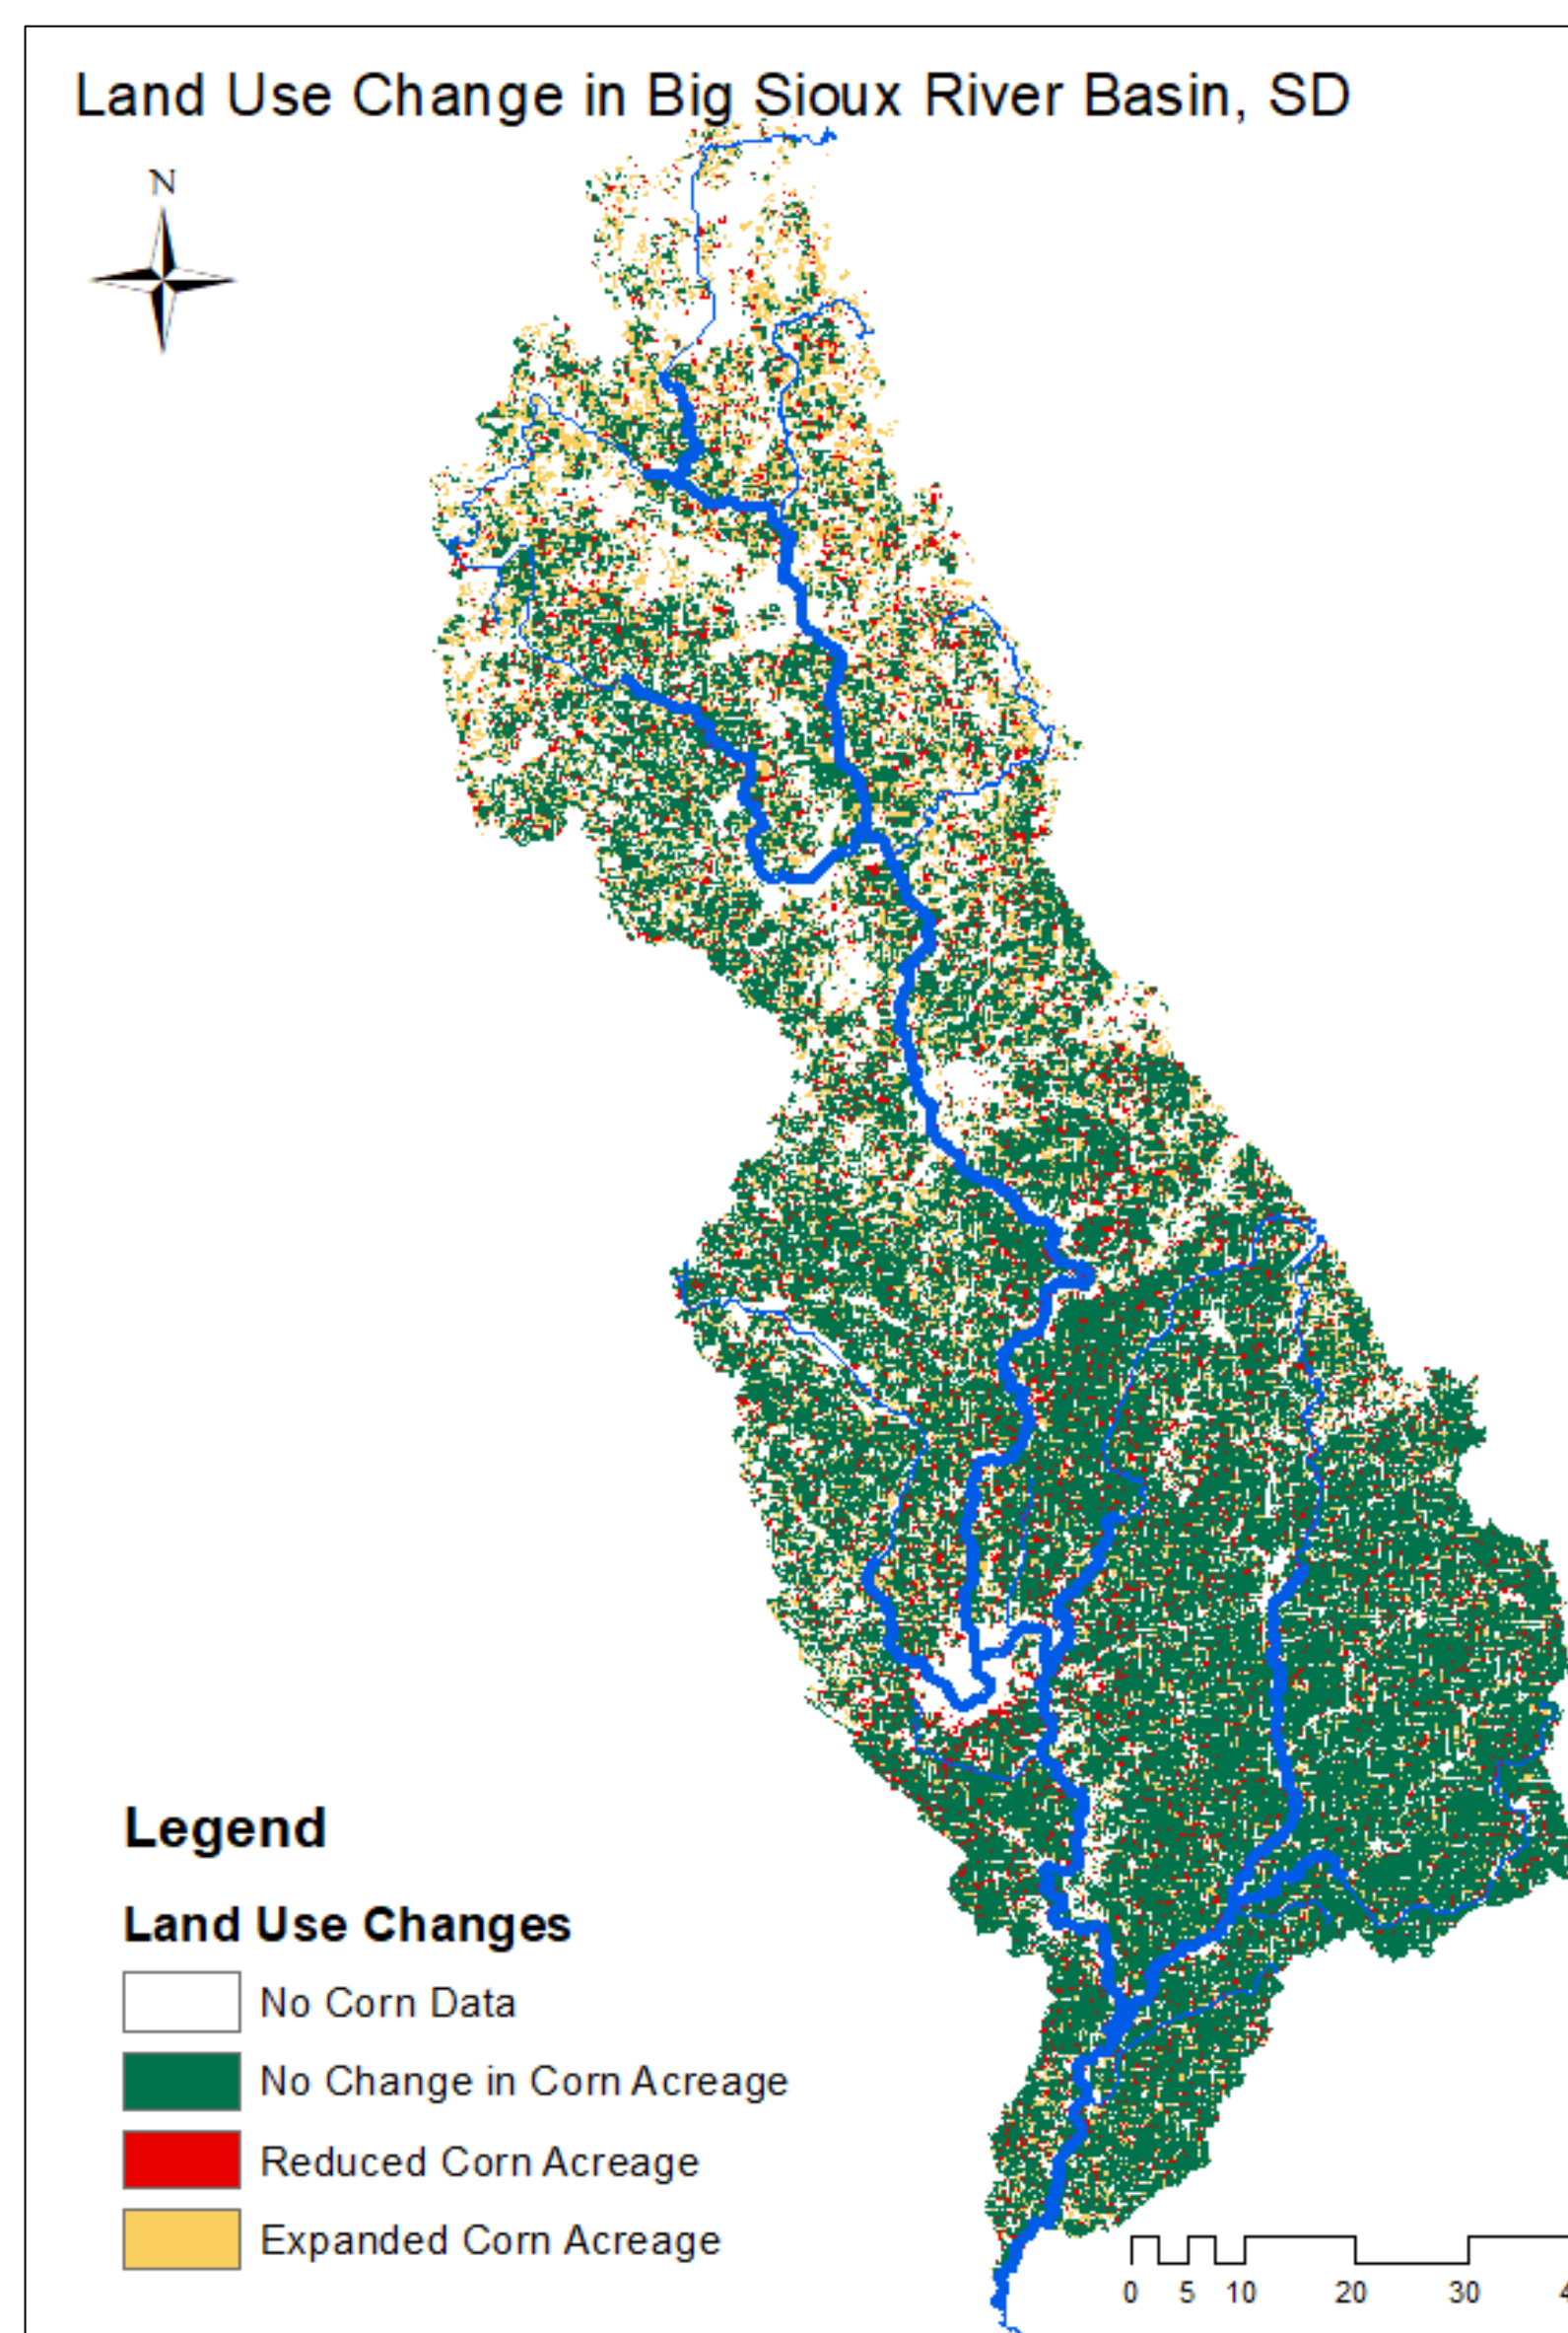 Land Use Change in Big Sioux River Basin, SD
N
Legend
Land Use Changes
No Corn Data
No Change in Corn Acreage
Reduced Corn Acreage
Expanded Corn Acreage
0 5 10 20 30